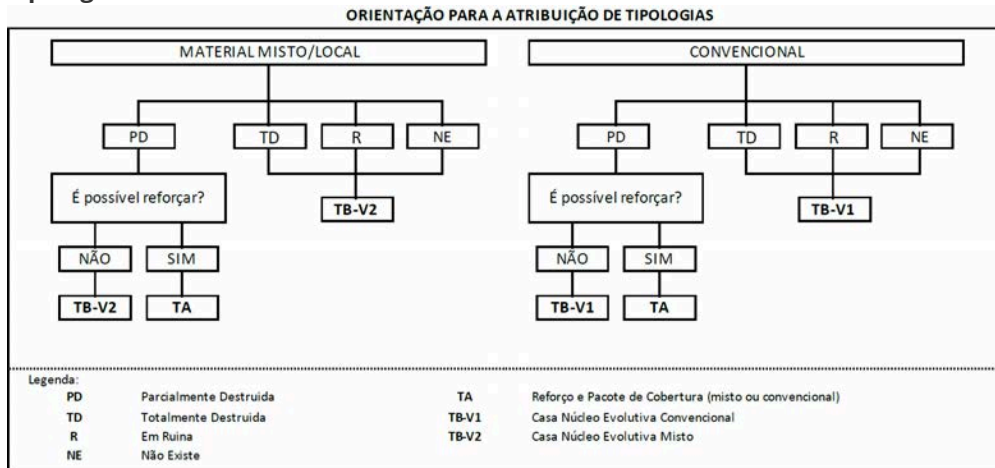 ORIENTAÇÃO PARA A ATRIBUIÇÃO DE TIPOLOGIAS
MATERIAL MISTO/LOCAL
CONVENCIONAL
PD TD R NE
PD TD R NE
É possível reforçar?
TB-V2
É possível reforçar?
TB-V1
NÃO SIM
NÃO SIM
TB-V2 TA
TB-V1 TA
Legenda:
PD Parcialmente Destruida
TA Reforço e Pacote de Cobertura (misto ou convencional)
TD Totalmente Destruida
TB-V1 Casa Núcleo Evolutiva Convencional
R Em Ruina
TB-V2 Casa Núcleo Evolutiva Misto
NE Não Existe